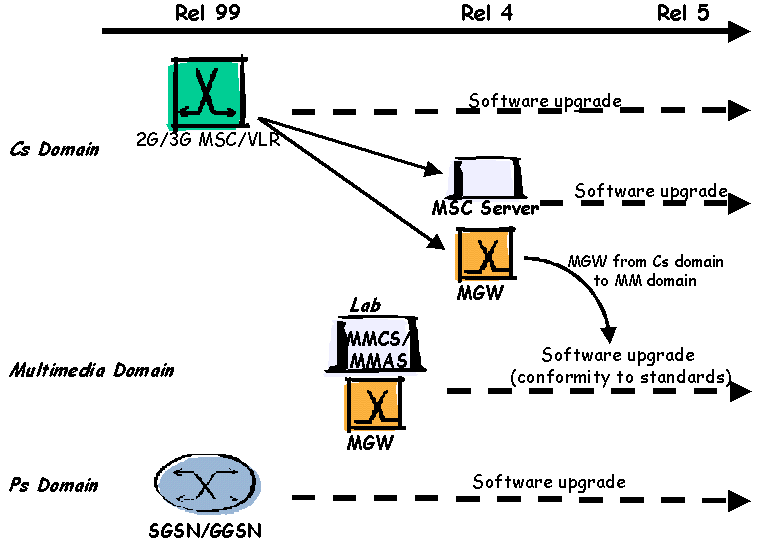 Rel 99
Rel 4
Rel 5
Software upgrade
2G/3G MSC/VLR
Cs Domain
Software upgrade
MSC Server
MGW from Cs domain
to MM domain
MGW
Lab
MMCS/
MMAS
Software upgrade
(conformity to standards)
Multimedia Domain
MGW
Software upgrade
Ps Domain
SGSN/GGSN